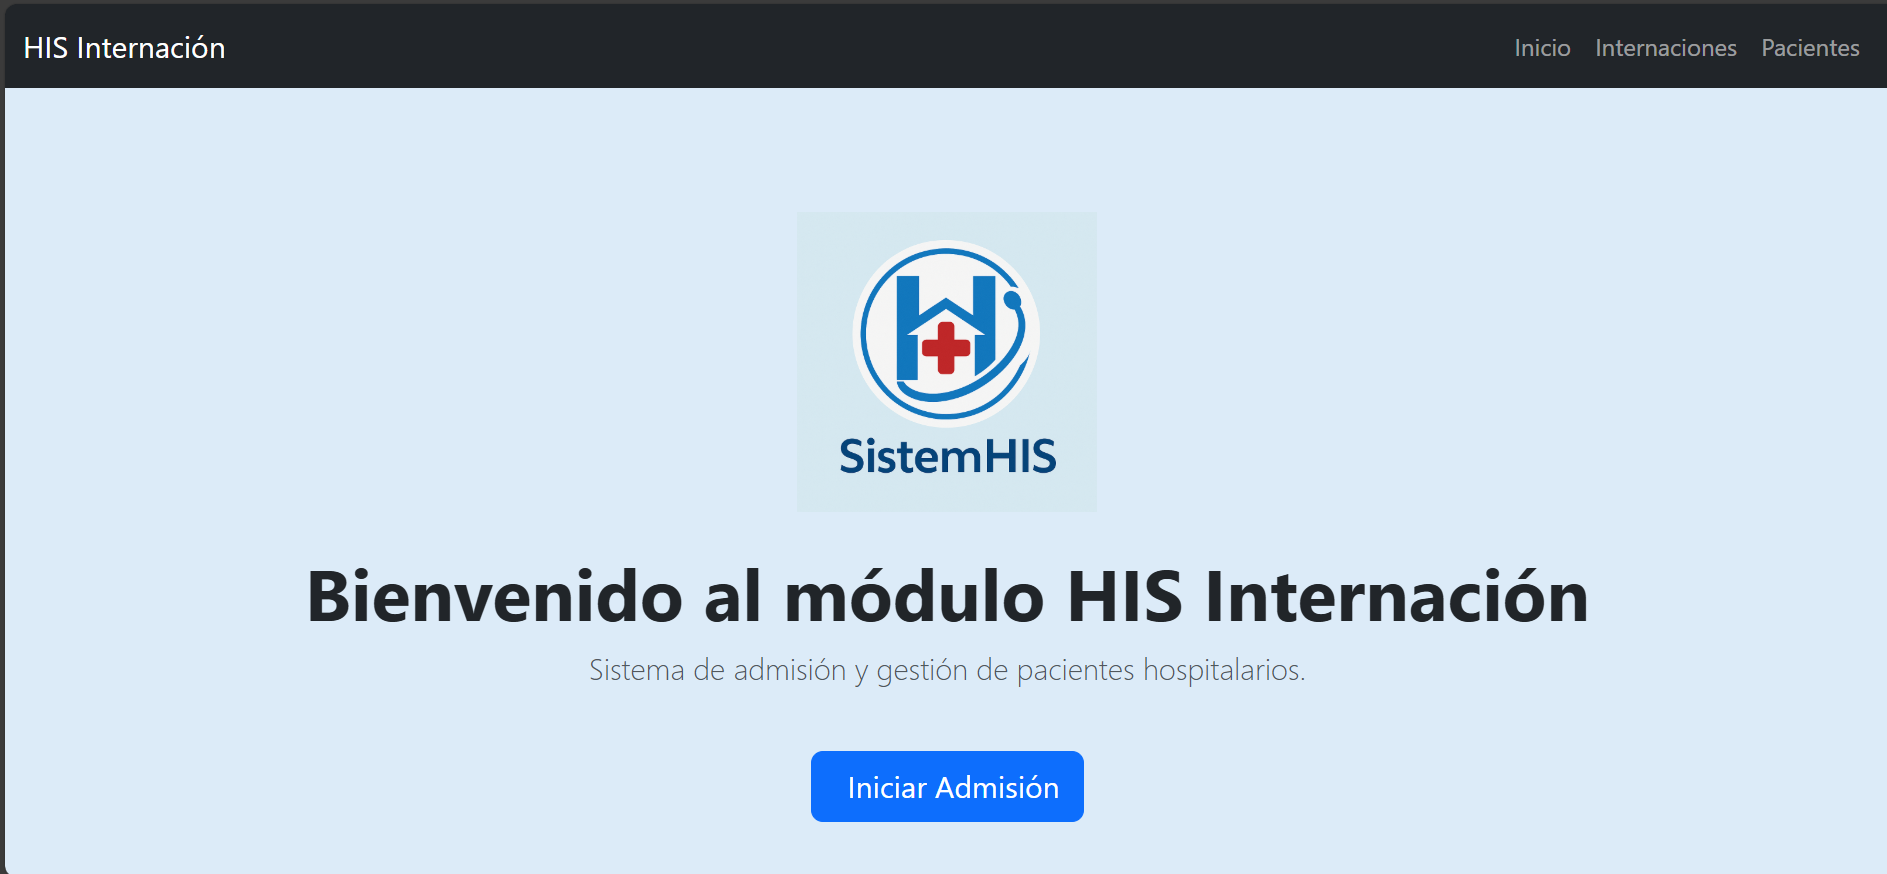 HIS Internación
Inicio Internaciones Pacientes
SistemHIS
Bienvenido al módulo HIS Internación
Sistema de admisión y gestión de pacientes hospitalarios.
Iniciar Admisión